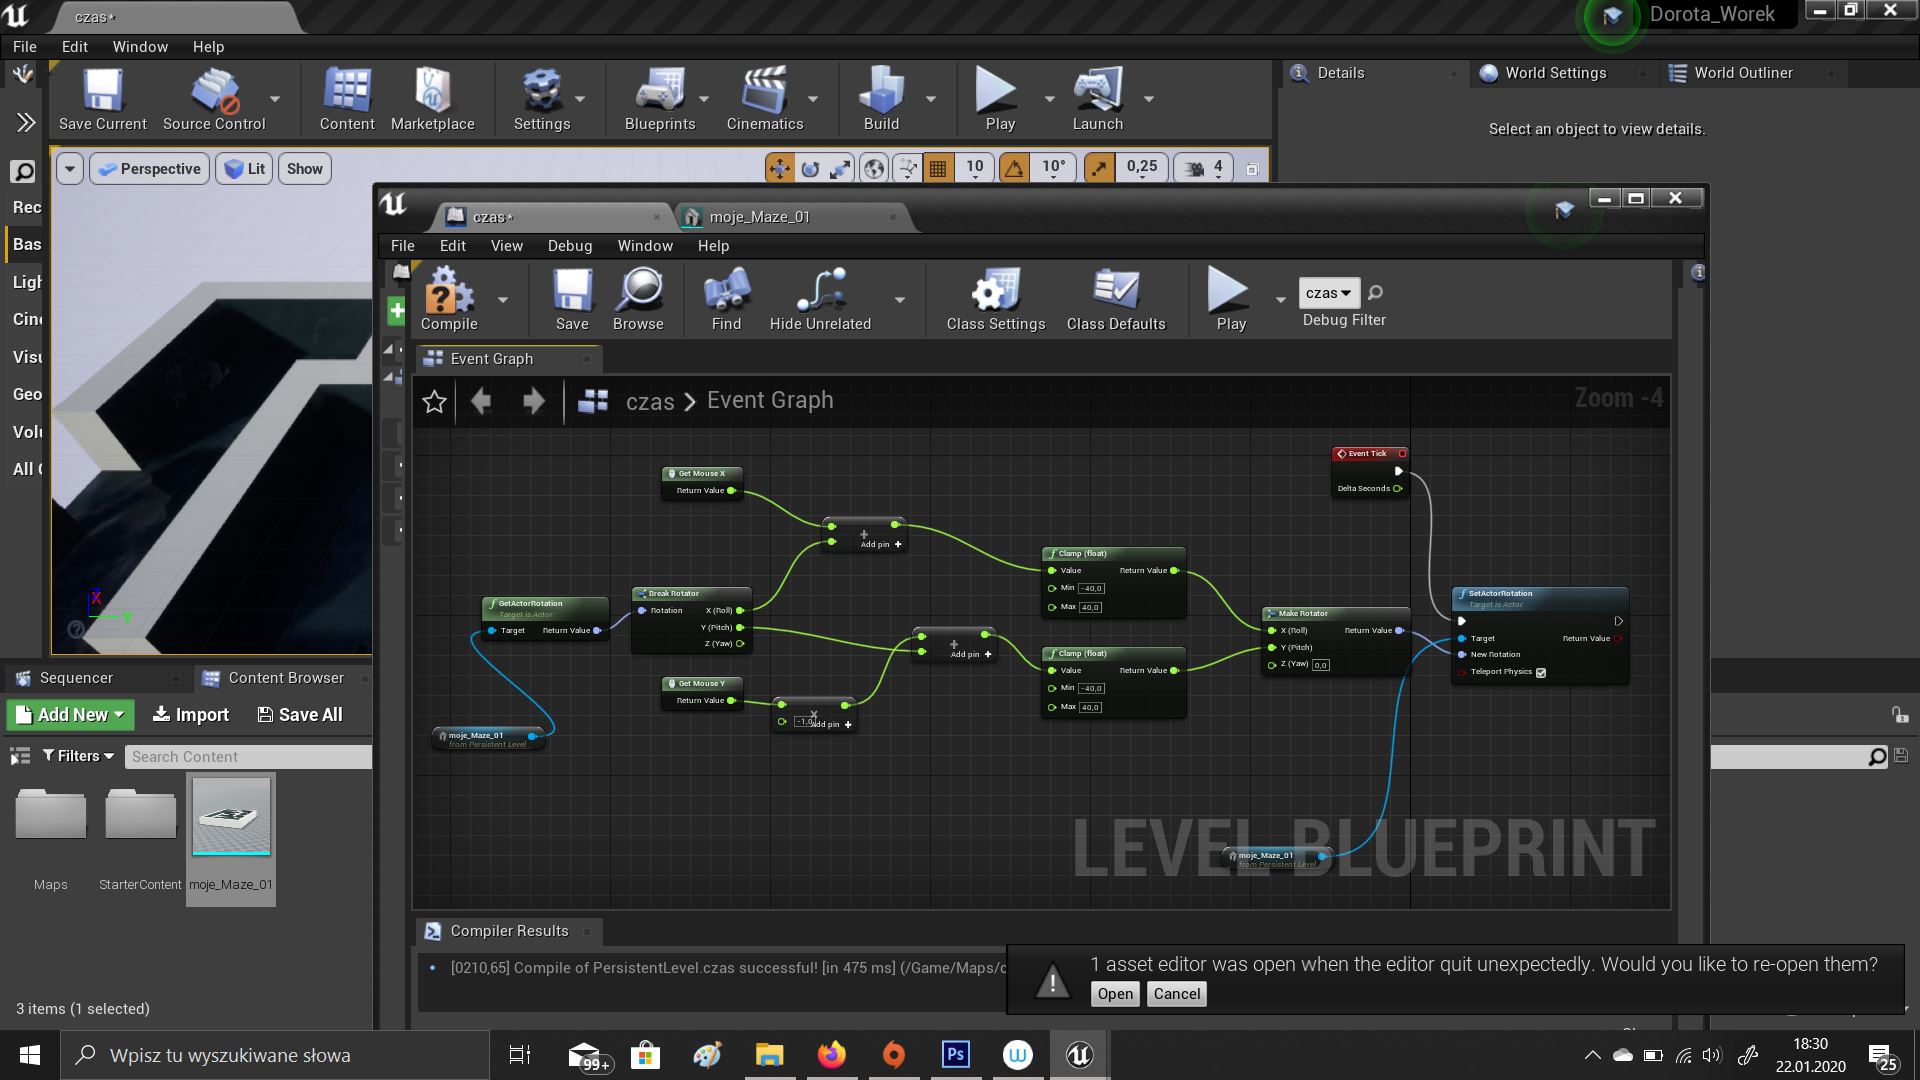 czas*
Dorota_Worek
File Edit Window Help
Details
World Settings
World Outliner
Save Current
Source Control
Content
Marketplace
Settings
Blueprints
Cinematics
Build
Play
Launch
Select an object to view details.
Perspective
Lit
Show
10
10°
0,25
4
Rec
Bas
Ligh
Cine
Visu
Geo
Volu
All C
X
Y
czas*
moje_Maze_01
File Edit View Debug Window Help
Compile
Save
Browse
Find
Hide Unrelated
Class Settings
Class Defaults
Play
czas
Debug Filter
Event Graph
czas > Event Graph
Zoom -4
Get Mouse X
Return Value
Event Tick
Delta Seconds
Add pin +
Clamp (float)
Value Return Value
Min -40,0
Max 40,0
GetActorRotation
Target is Actor
Target Return Value
Break Rotator
Rotation X (Roll)
Y (Pitch)
Z (Yaw)
Add pin +
Clamp (float)
Value Return Value
Min -40,0
Max 40,0
Make Rotator
X (Roll) Return Value
Y (Pitch)
Z (Yaw) 0,0
SetActorRotation
Target is Actor
Target Return Value
New Rotation
Teleport Physics
Get Mouse Y
Return Value
-1,0
Add pin +
moje_Maze_01
from Persistent Level
moje_Maze_01
from Persistent Level
LEVEL BLUEPRINT
Sequencer
Content Browser
Add New
Import
Save All
Filters
Search Content
Maps
StarterContent
moje_Maze_01
3 items (1 selected)
Compiler Results
[0210,65] Compile of PersistentLevel.czas successful! [in 475 ms] (/Game/Maps/c
1 asset editor was open when the editor quit unexpectedly. Would you like to re-open them?
Open Cancel
Wpisz tu wyszukiwane słowa
99+
Ps
W
18:30
22.01.2020
25